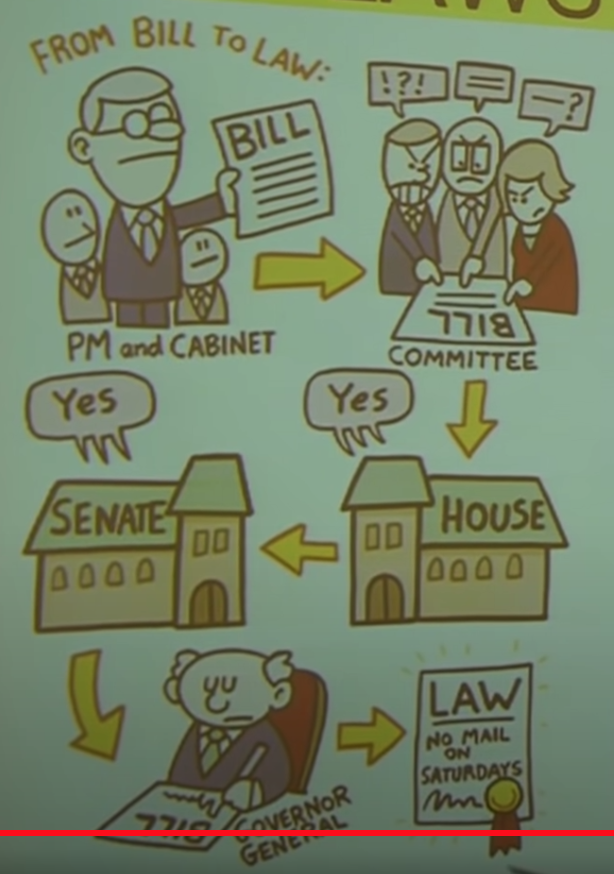 FROM BILL To LAW:
BILL
!?!
—?
PM and CABINET
BILL
COMMITTEE
Yes
Yes
SENATE
HOUSE
LAW
NO MAIL
ON
SATURDAYS
BILL
GOVERNOR
GENERAL